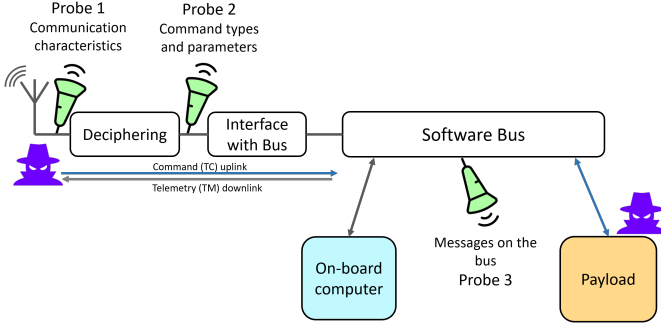 Probe 1
Communication
characteristics
Probe 2
Command types
and parameters
Deciphering
Interface
with Bus
Software Bus
Command (TC) uplink
Telemetry (TM) downlink
Messages on the
bus
Probe 3
On-board
computer
Payload